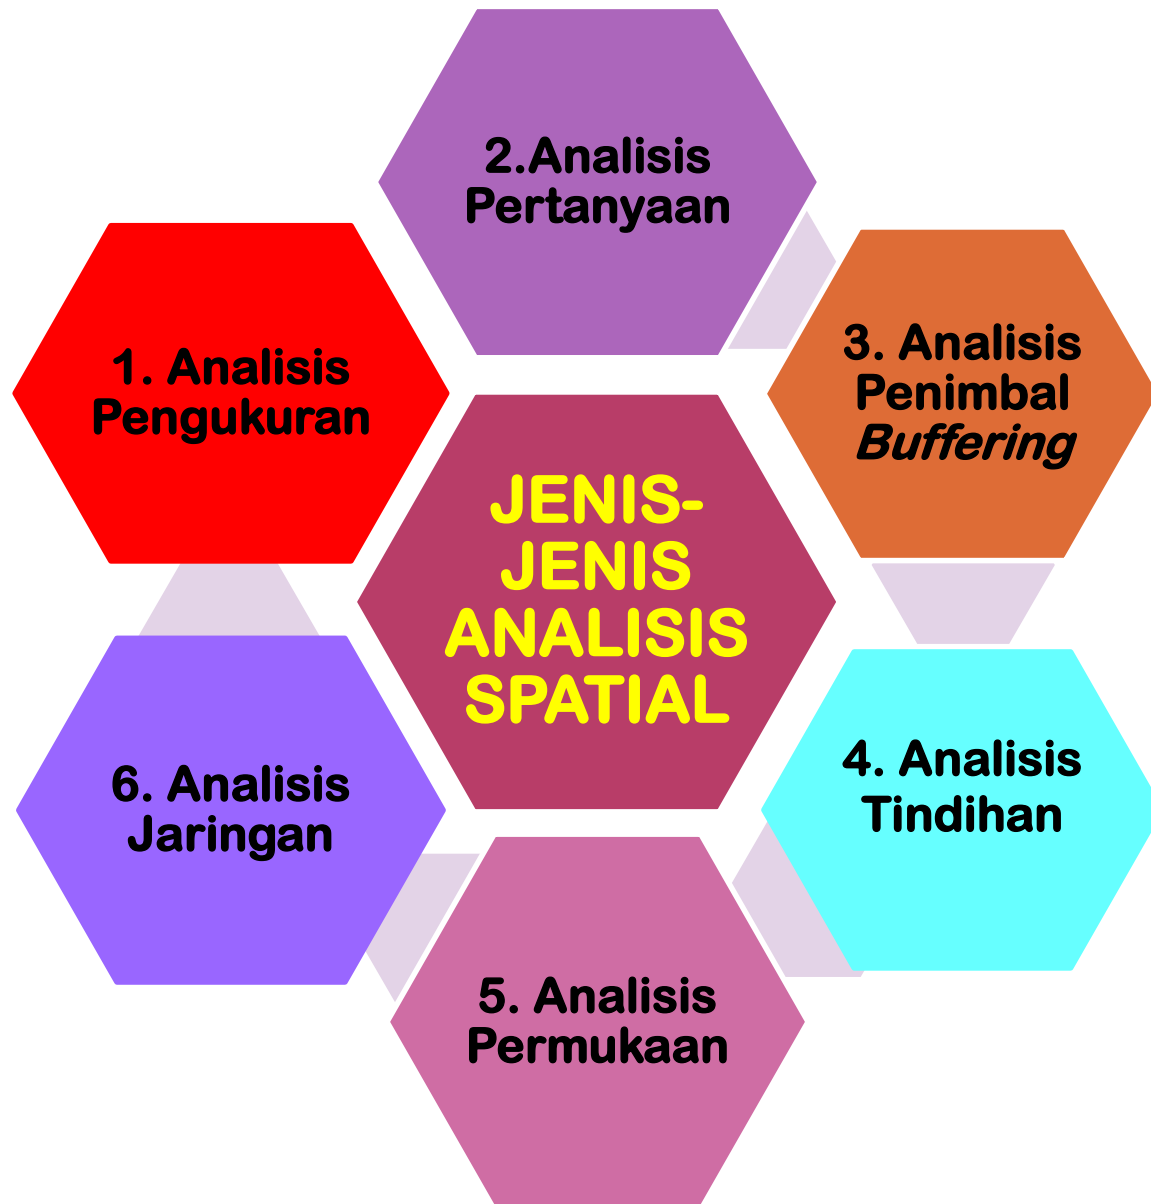 JENIS-
JENIS
ANALISIS
SPATIAL
1. Analisis
Pengukuran
2.Analisis
Pertanyaan
3. Analisis
Penimbal
Buffering
4. Analisis
Tindihan
5. Analisis
Permukaan
6. Analisis
Jaringan